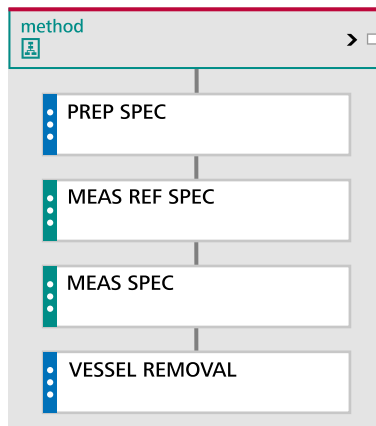 method
PREP SPEC
MEAS REF SPEC
MEAS SPEC
VESSEL REMOVAL